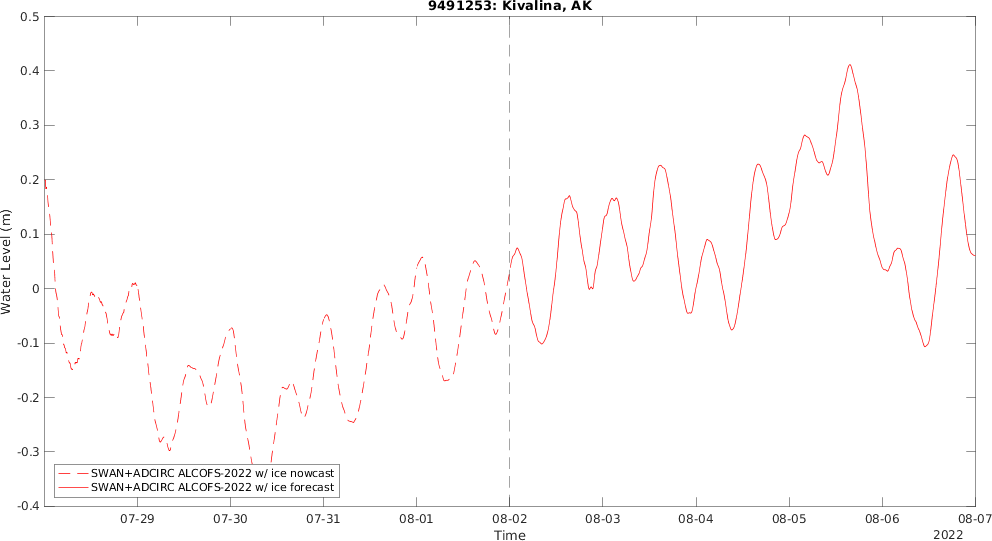 9491253: Kivalina, AK
0.5
0.4
0.3
0.2
0.1
0
-0.1
-0.2
-0.3
-0.4
Water Level (m)
SWAN+ADCIRC ALCOFS-2022 w/ ice nowcast
SWAN+ADCIRC ALCOFS-2022 w/ ice forecast
07-29 07-30 07-31 08-01 08-02 08-03 08-04 08-05 08-06 08-07
Time
2022